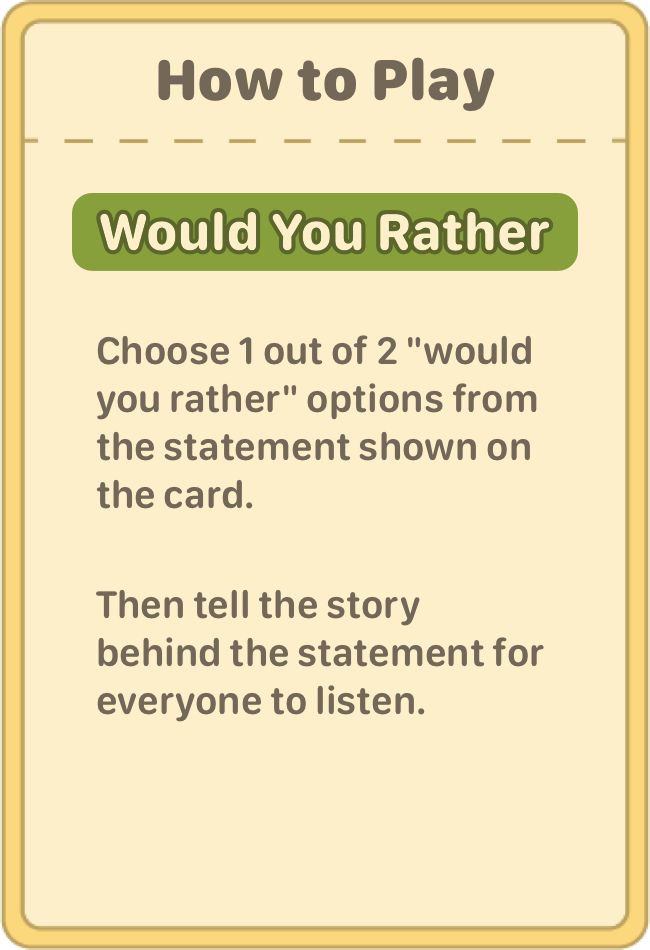 How to Play
Would You Rather
Choose 1 out of 2 "would
you rather" options from
the statement shown on
the card.
Then tell the story
behind the statement for
everyone to listen.